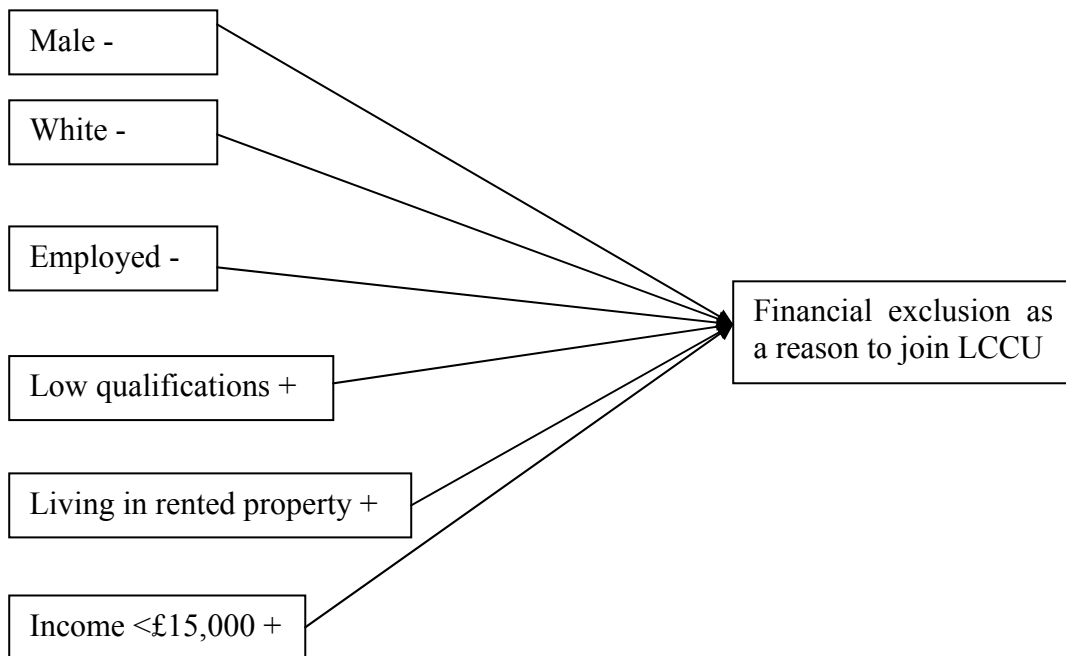 Male -
White -
Employed -
Low qualifications +
Living in rented property +
Income <£15,000 +
Financial exclusion as
a reason to join LCCU